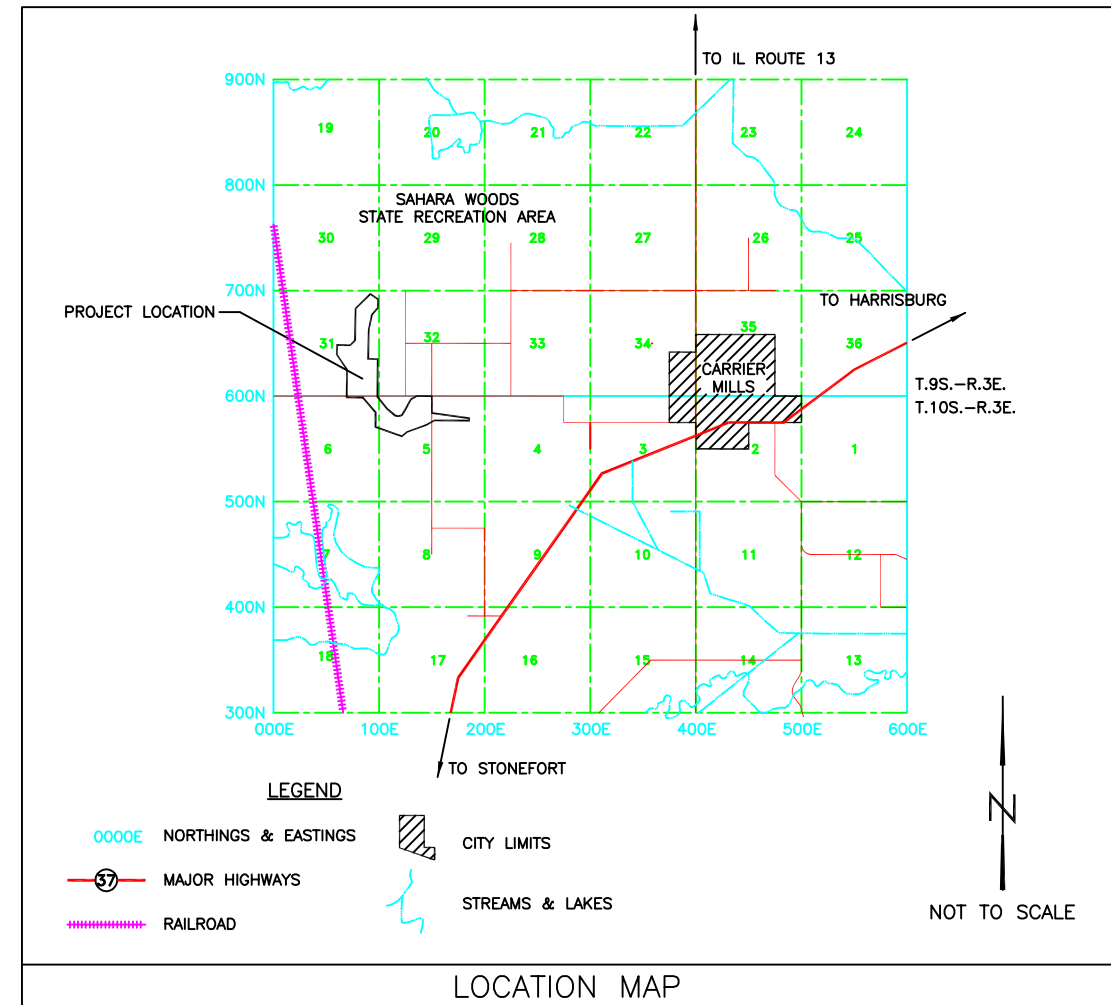 TO IL ROUTE 13
900N
19
20
21
22
23
24
800N
SAHARA WOODS
STATE RECREATION AREA
30
29
28
27
26
25
700N
TO HARRISBURG
PROJECT LOCATION
31
32
33
34
35
36
CARRIER
MILLS
T.9S.-R.3E.
600N
T.10S.-R.3E.
6
5
4
3
2
1
500N
7
8
9
10
11
12
400N
18
17
16
15
14
13
300N
000E
100E
200E
300E
400E
500E
600E
TO STONEFORT
LEGEND
0000E NORTHINGS & EASTINGS
CITY LIMITS
37 MAJOR HIGHWAYS
STREAMS & LAKES
RAILROAD
N
NOT TO SCALE
LOCATION MAP